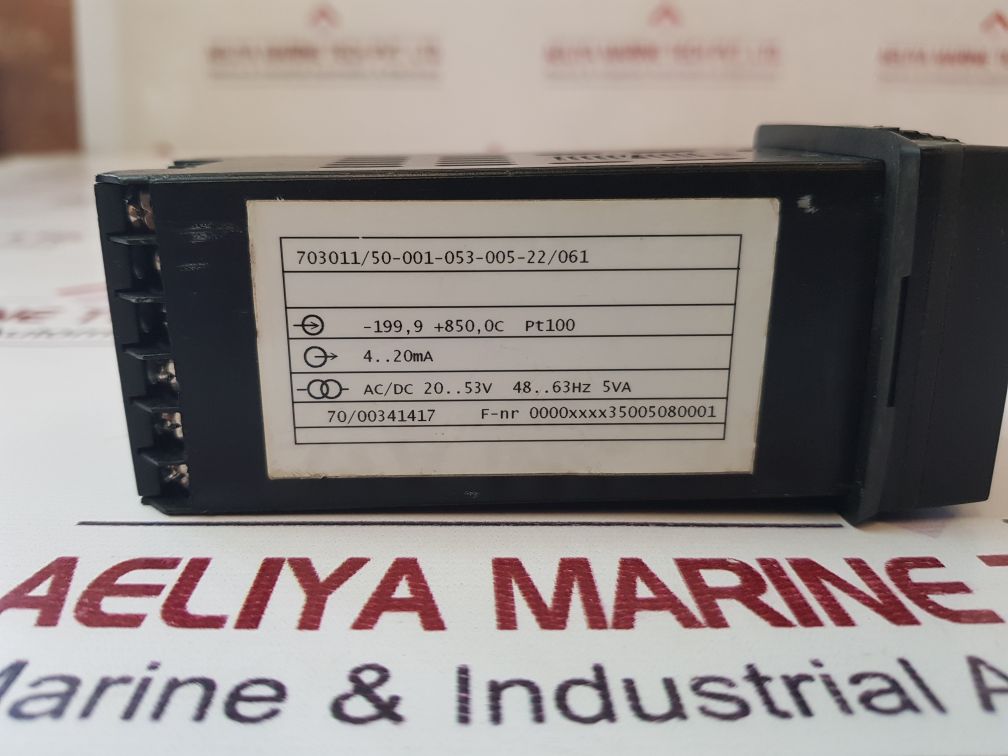 703011/50-001-053-005-22/061
-199,9 +850,0C Pt100
4..20mA
AC/DC 20..53V 48..63Hz 5VA
70/00341417 F-nr 0000xxxx35005080001
AELIYA MARINE
Marine & Industrial A